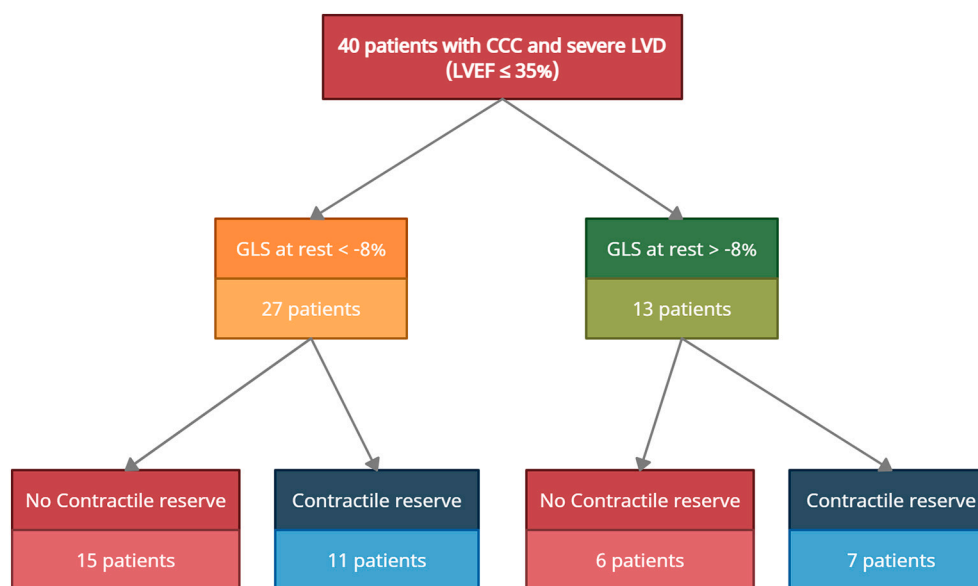 40 patients with CCC and severe LVD
(LVEF ≤ 35%)
GLS at rest < -8%
27 patients
GLS at rest > -8%
13 patients
No Contractile reserve
15 patients
Contractile reserve
11 patients
No Contractile reserve
6 patients
Contractile reserve
7 patients